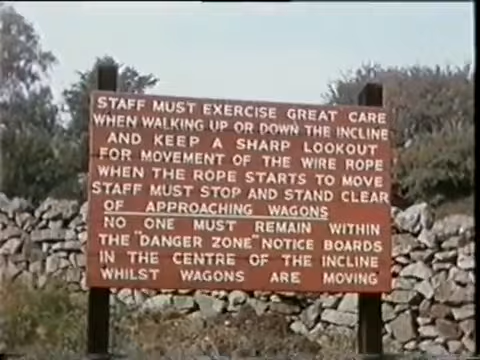 STAFF MUST EXERCISE GREAT CARE
WHEN WALKING UP OR DOWN THE INCLINE
AND KEEP A SHARP LOOKOUT
FOR MOVEMENT OF THE WIRE ROPE
WHEN THE ROPE STARTS TO MOVE
STAFF MUST STOP AND STAND CLEAR
OF APPROACHING WAGONS
NO ONE MUST REMAIN WITHIN
THE "DANGER ZONE" NOTICE BOARDS
IN THE CENTRE OF THE INCLINE
WHILST WAGONS ARE MOVING